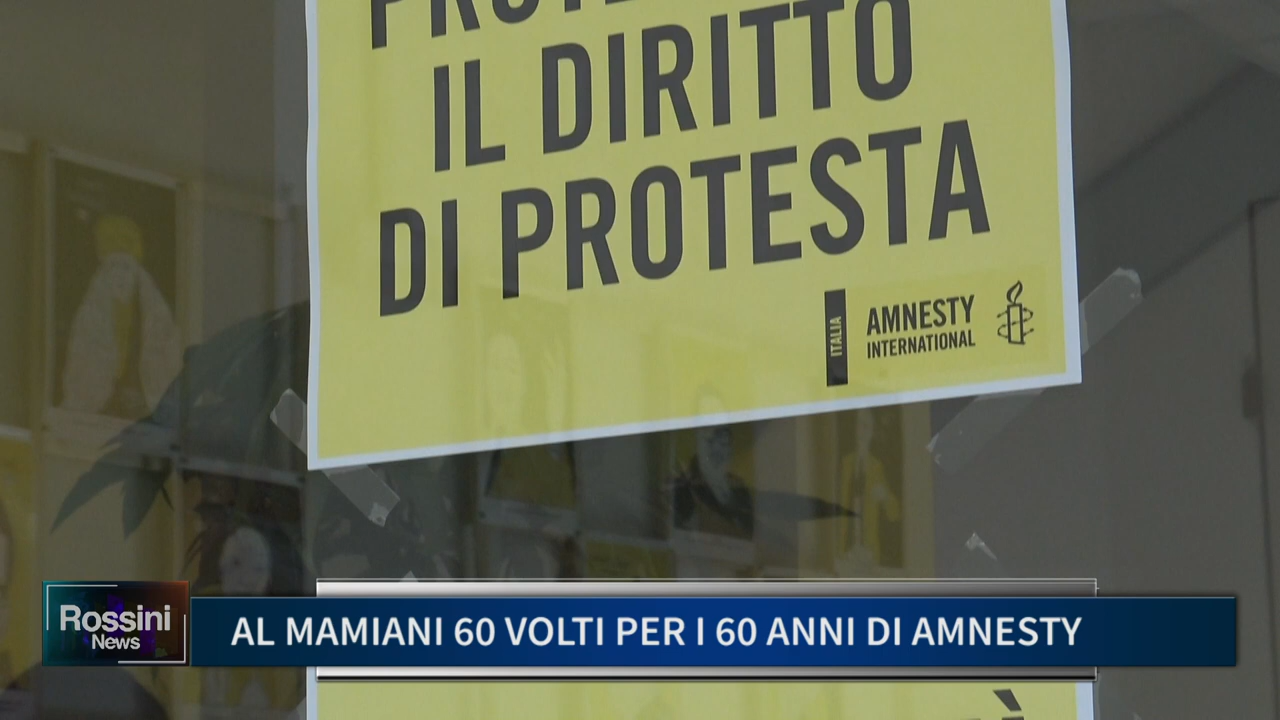 IL DIRITTO
DI PROTESTA
ITALIA
AMNESTY
INTERNATIONAL
Rossini
News
AL MAMIANI 60 VOLTI PER I 60 ANNI DI AMNESTY